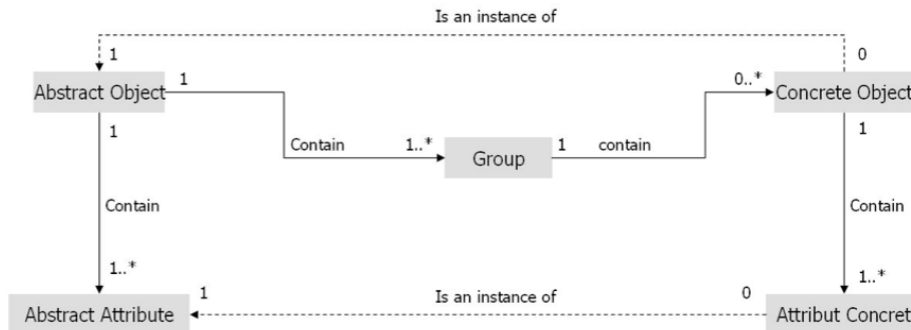 Is an instance of
1
0
Abstract Object
1
0..*
Concrete Object
1
Contain
1..*
Group
1
contain
1
Contain
Contain
1..*
1..*
Abstract Attribute
1
Is an instance of
0
Attribut Concret